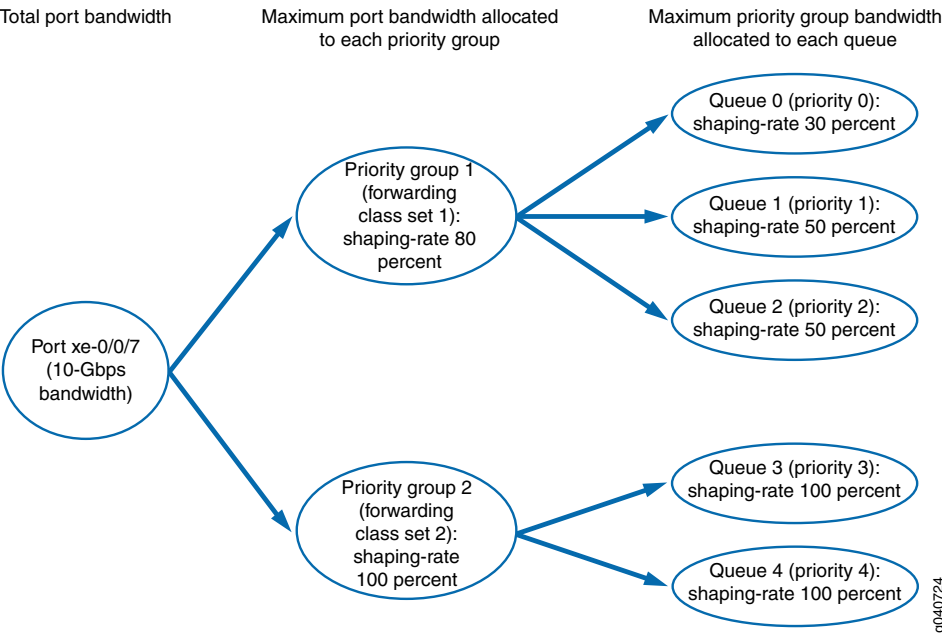 Total port bandwidth
Maximum port bandwidth allocated
to each priority group
Maximum priority group bandwidth
allocated to each queue
Port xe-0/0/7
(10-Gbps
bandwidth)
Priority group 1
(forwarding
class set 1):
shaping-rate 80
percent
Priority group 2
(forwarding
class set 2):
shaping-rate
100 percent
Queue 0 (priority 0):
shaping-rate 30 percent
Queue 1 (priority 1):
shaping-rate 50 percent
Queue 2 (priority 2):
shaping-rate 50 percent
Queue 3 (priority 3):
shaping-rate 100 percent
Queue 4 (priority 4):
shaping-rate 100 percent
g040724